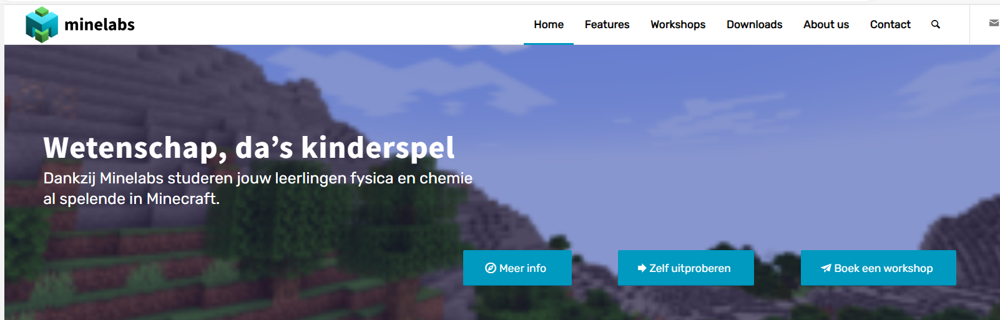 minelabs
Home Features Workshops Downloads About us Contact
Wetenschap, da’s kinderspel
Dankzij Minelabs studeren jouw leerlingen fysica en chemie
al spelende in Minecraft.
Meer info Zelf uitproberen Boek een workshop